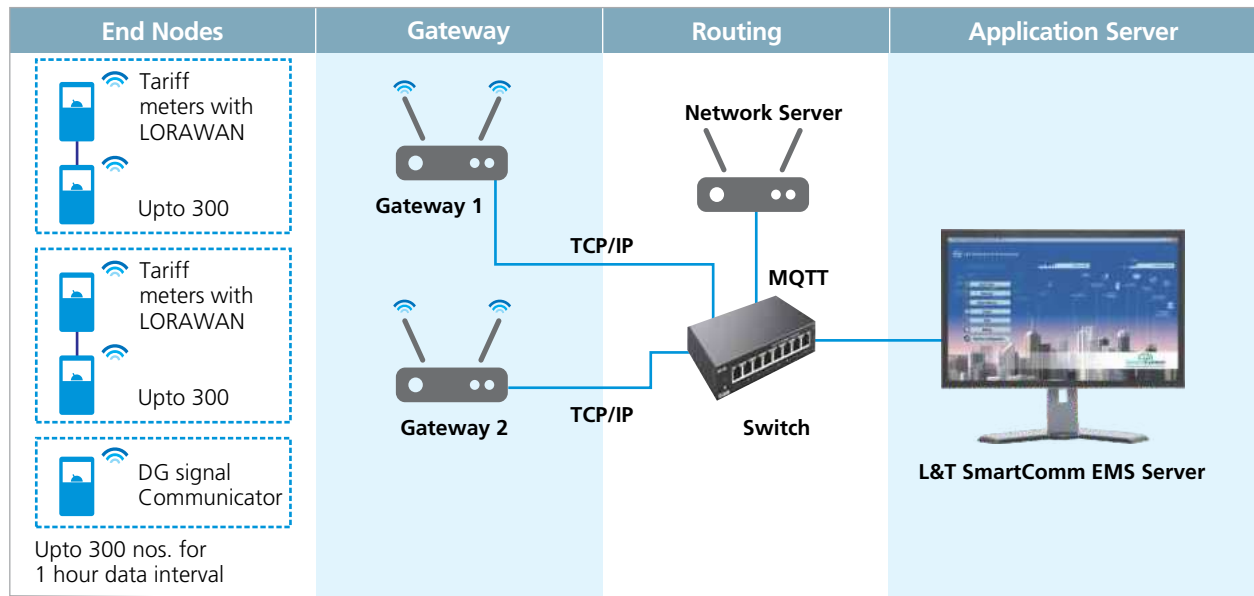 End Nodes
Gateway
Routing
Application Server
Tariff
meters with
LORAWAN
Upto 300
Tariff
meters with
LORAWAN
Upto 300
DG signal
Communicator
Upto 300 nos. for
1 hour data interval
Gateway 1
TCP/IP
Gateway 2
TCP/IP
Network Server
MQTT
Switch
L&T SmartComm EMS Server